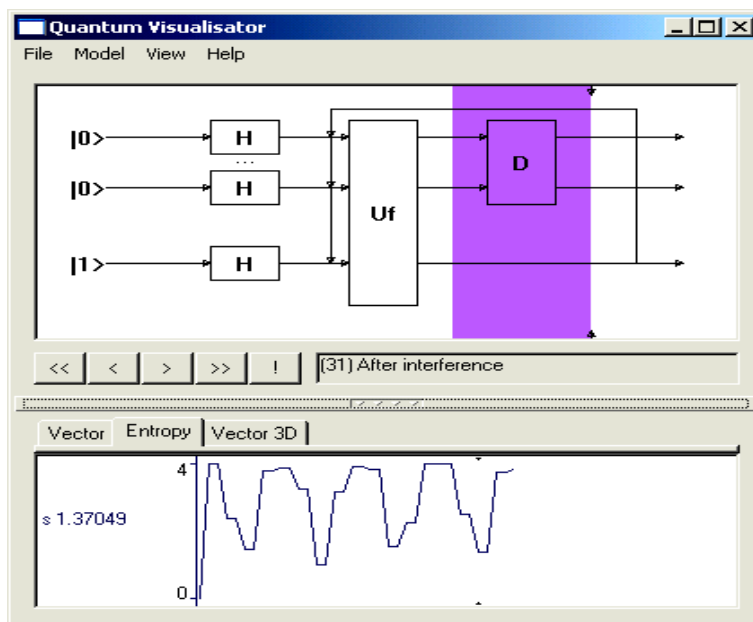 Quantum Visualisator
File Model View Help
|0> H
...
|0> H
D
Uf
|1> H
<< < > >> ! (31) After interference
Vector Entropy Vector 3D
4
s 1.37049
0